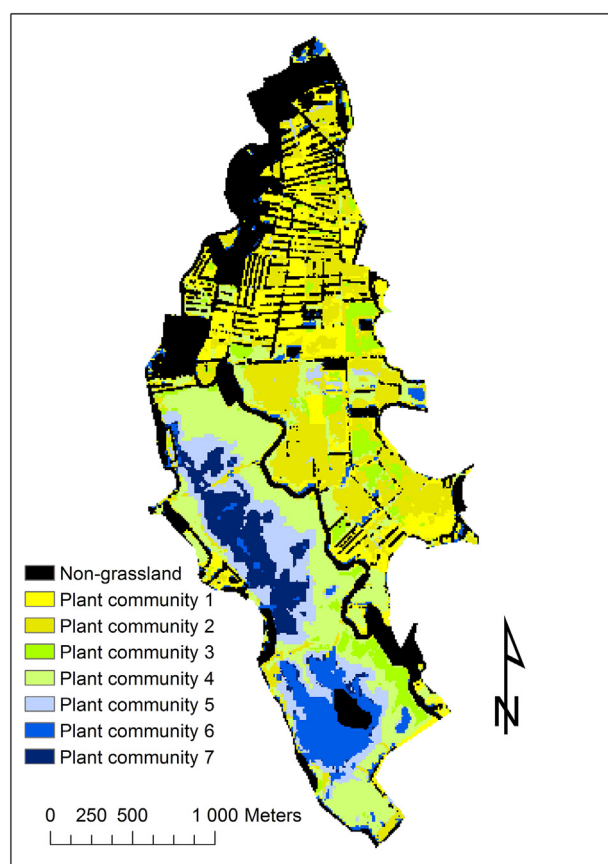 Non-grassland
Plant community 1
Plant community 2
Plant community 3
Plant community 4
Plant community 5
Plant community 6
Plant community 7
N
0 250 500 1 000 Meters